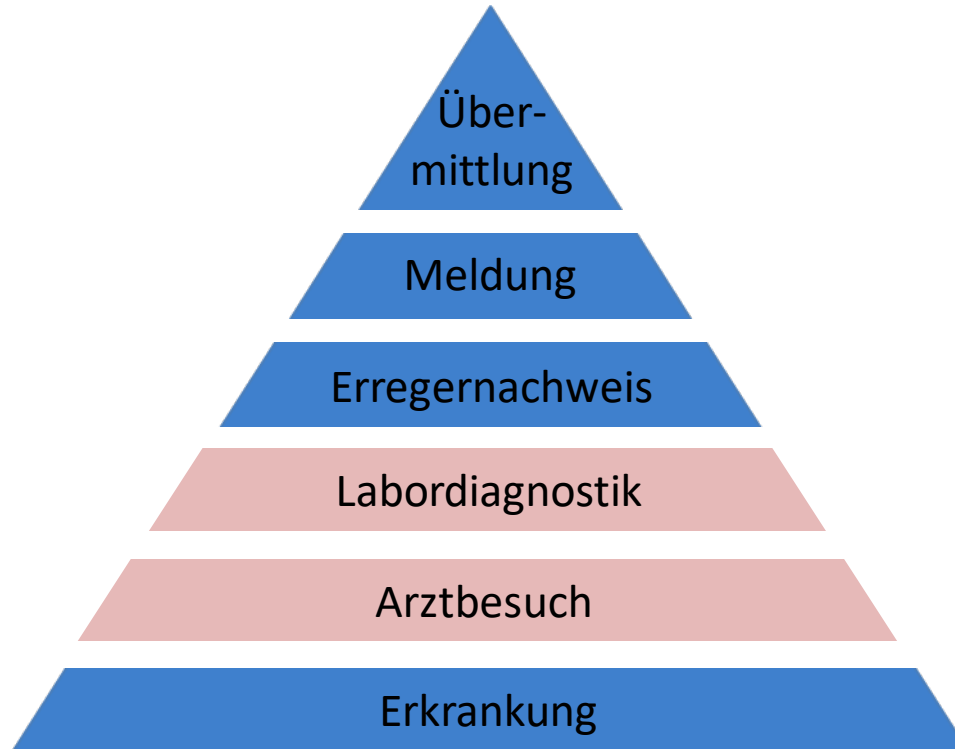 Über-
mittlung
Meldung
Erregernachweis
Labordiagnostik
Arztbesuch
Erkrankung